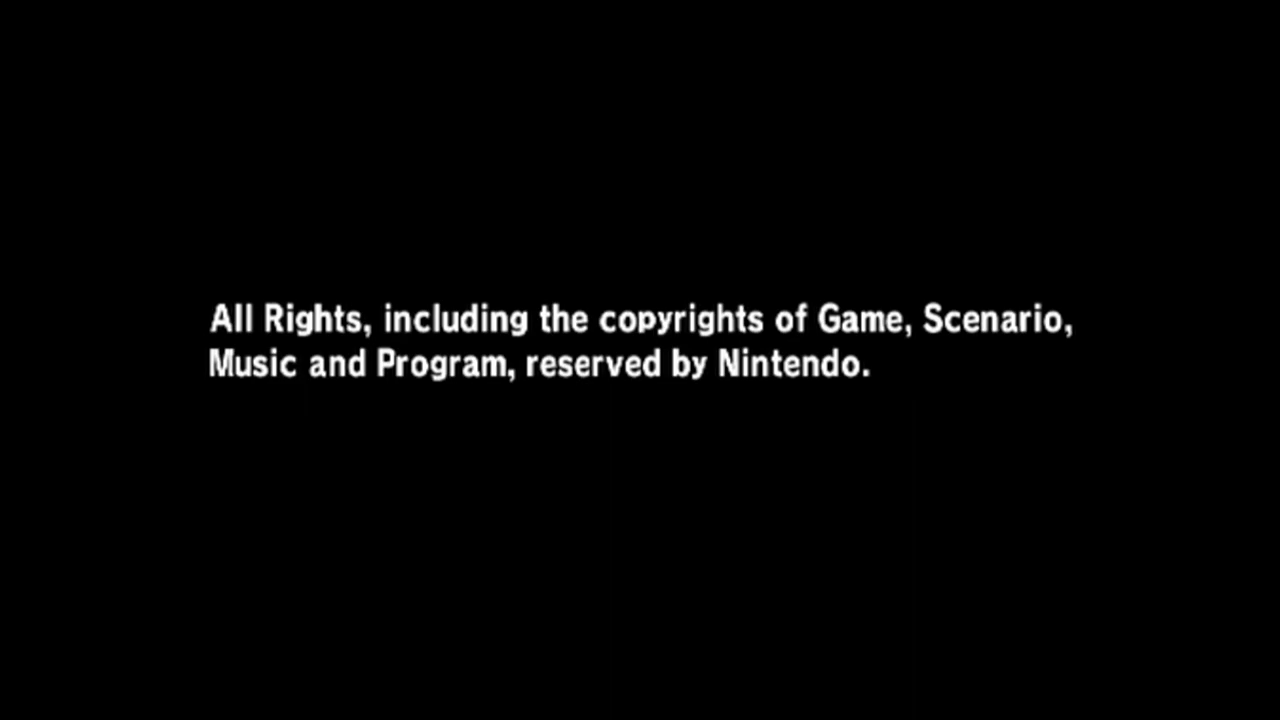 All Rights, including the copyrights of Game, Scenario,
Music and Program, reserved by Nintendo.